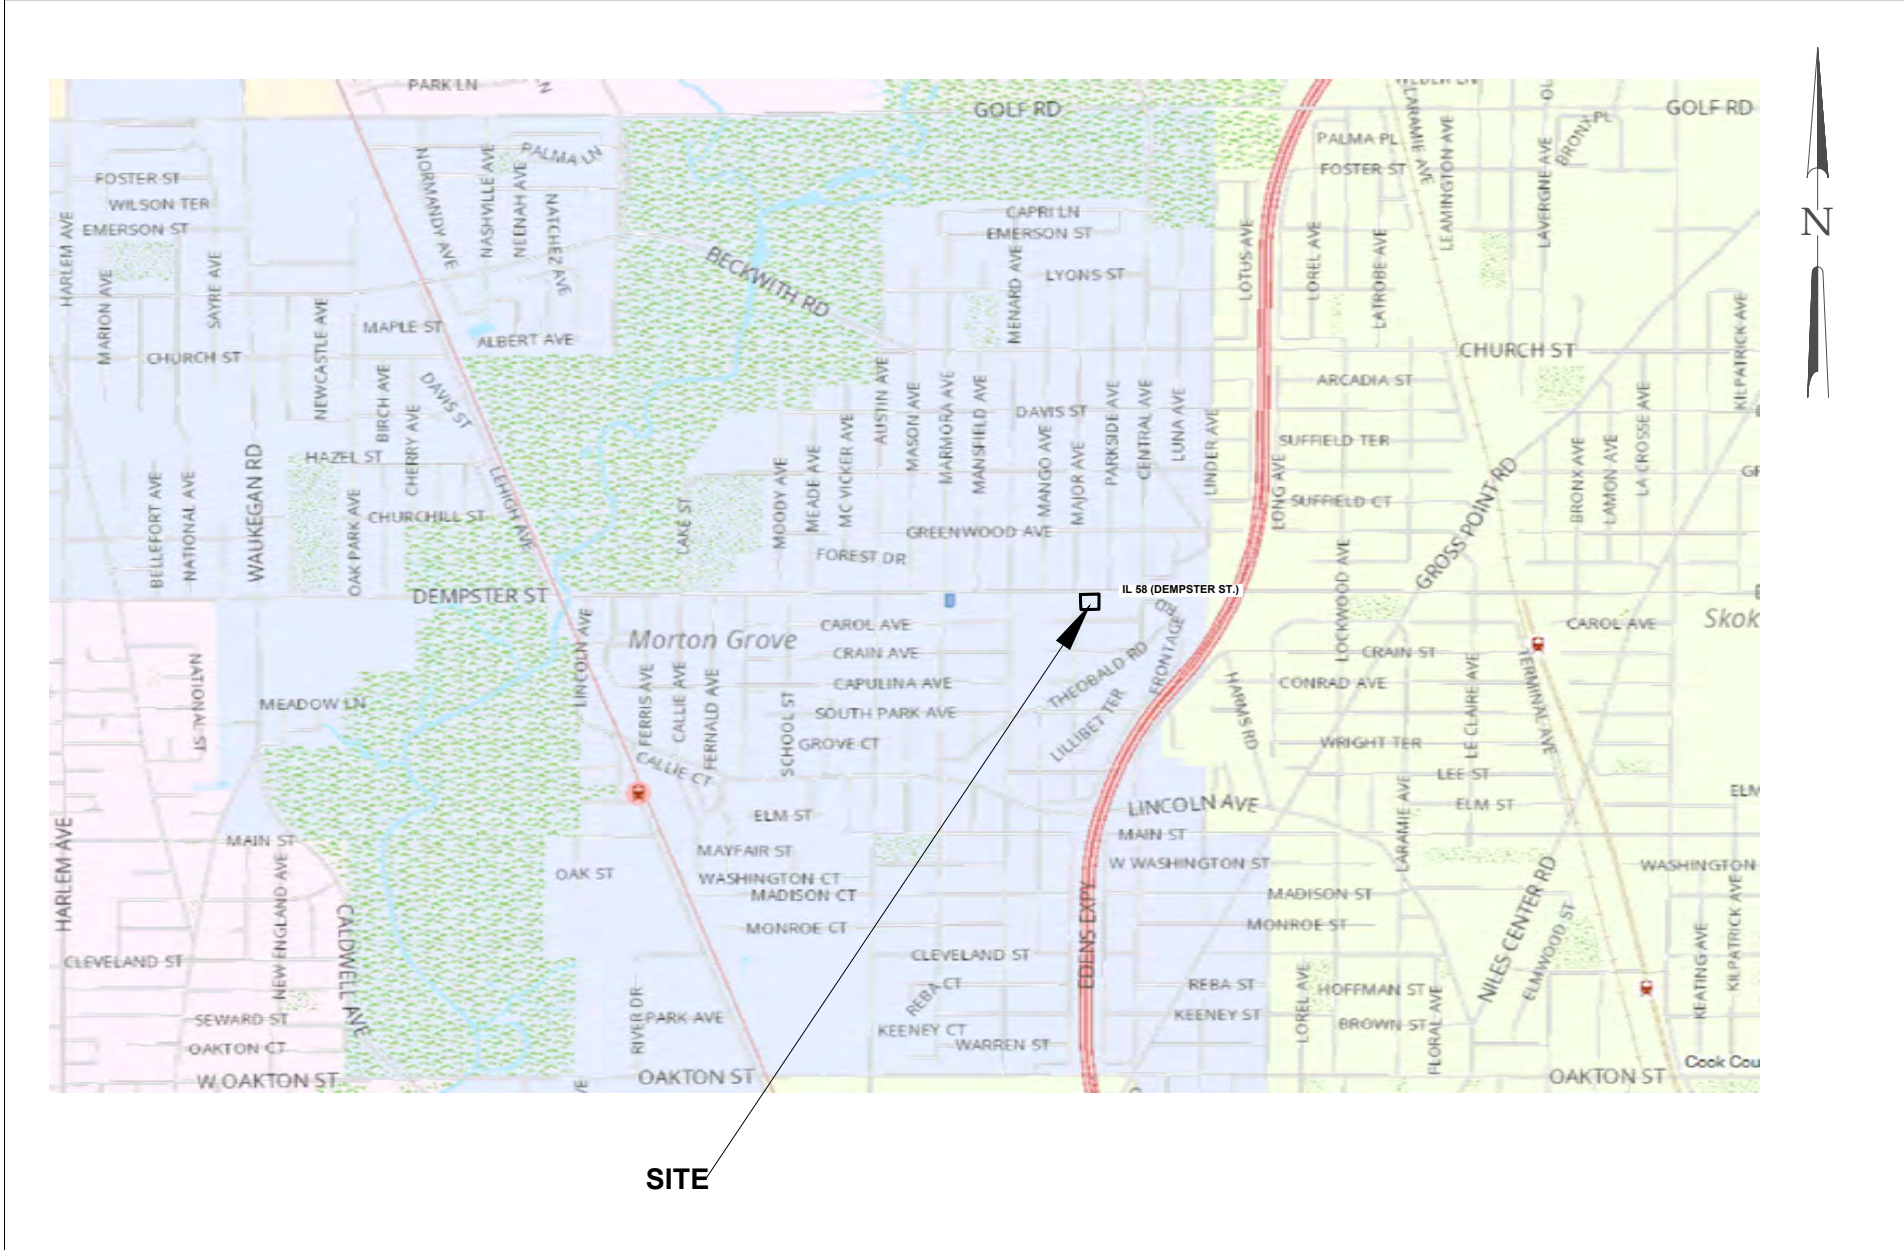 PARK LN
GOLF RD
GOLF RD
PALMA LN
PALMA PL
BRONX PL
FOSTER ST
FOSTER ST
WILSON TER
EMERSON ST
HARLEM AVE
MARION AVE
SAYRE AVE
NORMANDY AVE
NASHVILLE AVE
NEENAH AVE
NATCHEZ AVE
BECKWITH RD
CAPRI LN
EMERSON ST
LYONS ST
MENARD AVE
LOTUS AVE
LOREL AVE
LATROBE AVE
LARAMIE AVE
LEAMINGTON AVE
LAVERGNE AVE
N
MAPLE ST
ALBERT AVE
CHURCH ST
NEWCASTLE AVE
CHURCH ST
KILPATRICK AVE
ARCADIA ST
DAVIS ST
BIRCH AVE
CHERRY AVE
DAVIS ST
AUSTIN AVE
MASON AVE
MARMORA AVE
MANSFIELD AVE
MANGO AVE
MAJOR AVE
PARKSIDE AVE
CENTRAL AVE
LUNA AVE
LINDER AVE
LONG AVE
SUFFIELD TER
SUFFIELD CT
GROSS POINT RD
BRONX AVE
LAMON AVE
LA CROSSE AVE
HAZEL ST
BELLEFORT AVE
NATIONAL AVE
WAUKEGAN RD
OAK PARK AVE
CHURCHILL ST
LEHIGH AVE
LAKE ST
MOODY AVE
MEADE AVE
MC VICKER AVE
GREENWOOD AVE
FOREST DR
DEMPSTER ST
IL 58 (DEMPSTER ST.)
LOCKWOOD AVE
Morton Grove
CAROL AVE
CRAIN AVE
CAPULINA AVE
SOUTH PARK AVE
GROVE CT
SCHOOL ST
LINCOLN AVE
FERRIS AVE
CALLIE AVE
FERNALD AVE
CALLIE CT
THEOBALD RD
LILLIBET TER
FRONTAGE RD
HARMS RD
CAROL AVE
Skok
CRAIN ST
CONRAD AVE
WRIGHT TER
LE CLAIRE AVE
TERMINAL AVE
LEE ST
ELM ST
ELM
NATIONAL ST
MEADOW LN
MAIN ST
HARLEM AVE
NEW ENGLAND AVE
CALDWELL AVE
CLEVELAND ST
SEWARD ST
OAKTON CT
W OAKTON ST
ELM ST
MAYFAIR ST
OAK ST
WASHINGTON CT
MADISON CT
MONROE CT
CLEVELAND ST
REBA CT
KEENEY CT
WARREN ST
RIVER DR
PARK AVE
OAKTON ST
EDENS EXPY
LINCOLN AVE
MAIN ST
W WASHINGTON ST
LARAMIE AVE
MADISON ST
MONROE ST
REBA ST
KEENEY ST
LOREL AVE
HOFFMAN ST
BROWN ST
FLORAL AVE
NILES CENTER RD
ELMWOOD ST
WASHINGTON
KEATING AVE
KILPATRICK AVE
Cook Cou
OAKTON ST
SITE